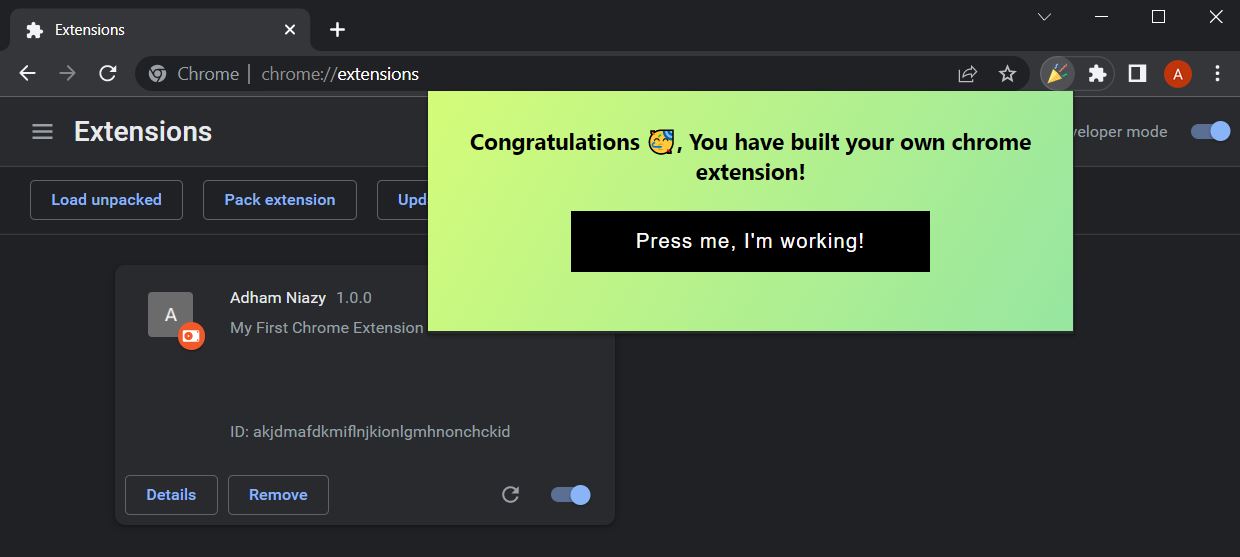 Extensions
Chrome | chrome://extensions
A
Extensions
veloper mode
Congratulations 🥳, You have built your own chrome
extension!
Load unpacked
Pack extension
Upd
Press me, I'm working!
A
Adham Niazy 1.0.0
My First Chrome Extension
ID: akjdmafdkmiflnjkionlgmhnonchckid
Details
Remove